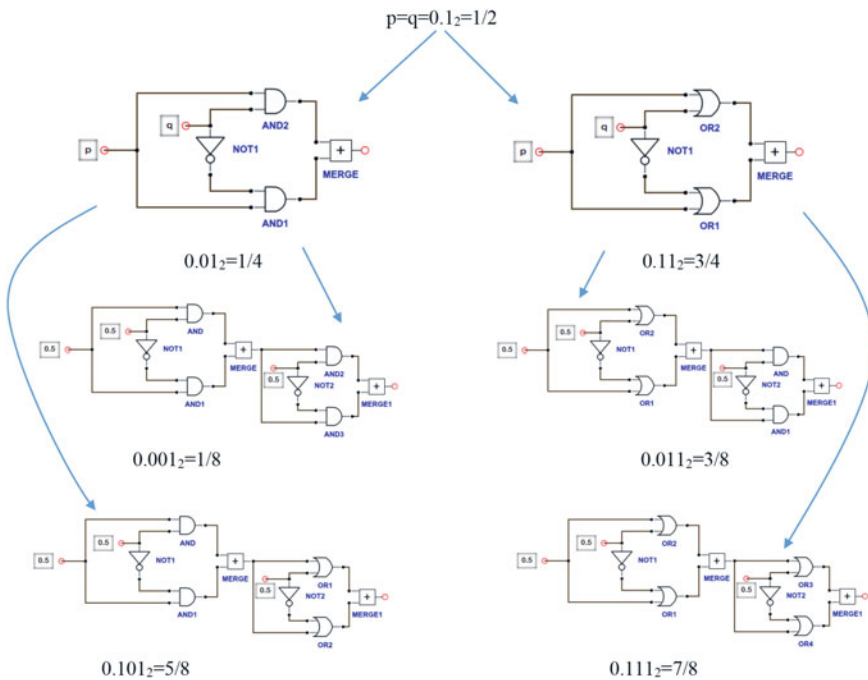 p=q=0.1₂=1/2
q
p
AND2
NOT1
AND1
+
MERGE
q
p
OR2
NOT1
OR1
+
MERGE
0.01₂=1/4
0.11₂=3/4
0.5
0.5
AND
NOT1
AND1
+
MERGE
0.5
AND2
NOT2
AND3
+
MERGE1
0.5
0.5
OR2
NOT1
OR1
+
MERGE
0.5
AND
NOT2
AND1
+
MERGE1
0.001₂=1/8
0.011₂=3/8
0.5
0.5
AND
NOT1
AND1
+
MERGE
0.5
OR1
NOT2
OR2
+
MERGE1
0.5
0.5
OR2
NOT1
OR1
+
MERGE
0.5
OR3
NOT2
OR4
+
MERGE1
0.101₂=5/8
0.111₂=7/8